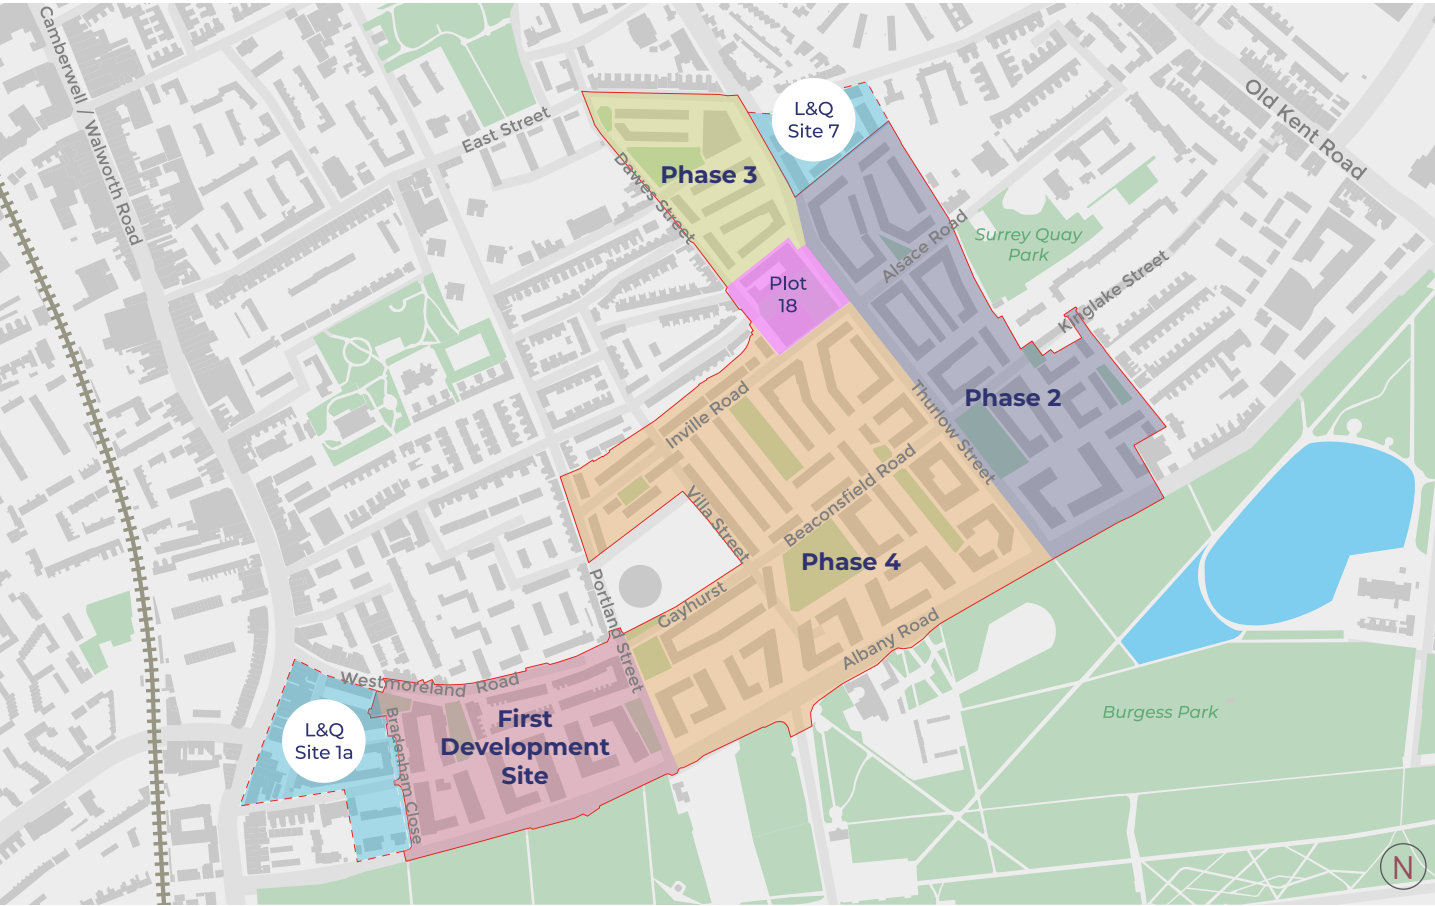 Camberwell / Walworth Road
East Street
Dawes Street
Phase 3
L&Q
Site 7
Old Kent Road
Alsace Road
Surrey Quay
Park
Kinglake Street
Plot
18
Phase 2
Thurlow Street
Inville Road
Beaconsfield Road
Villa Street
Phase 4
Portland Street
Gayhurst
Albany Road
Westmoreland Road
Bradenham Close
First
Development
Site
L&Q
Site 1a
Burgess Park
N